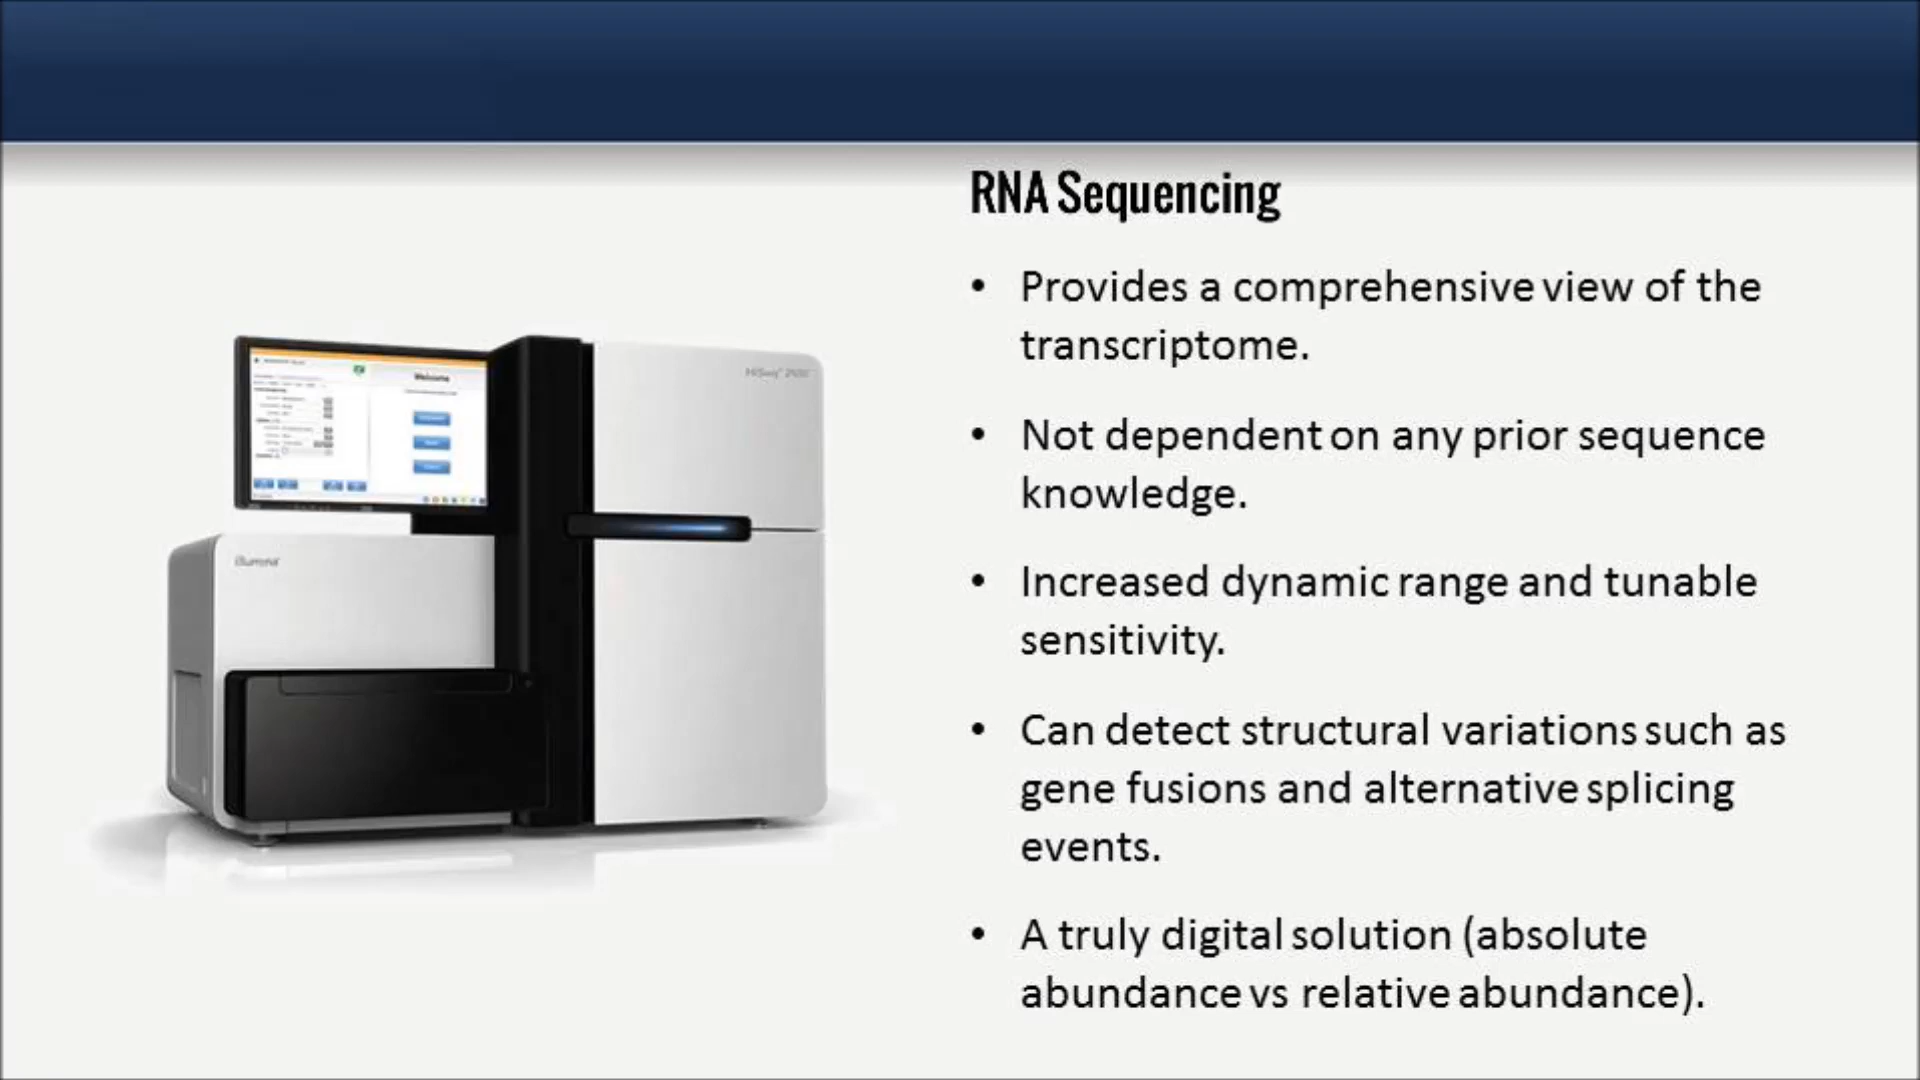 RNA Sequencing
• Provides a comprehensive view of the
transcriptome.
• Not dependent on any prior sequence
knowledge.
• Increased dynamic range and tunable
sensitivity.
• Can detect structural variations such as
gene fusions and alternative splicing
events.
• A truly digital solution (absolute
abundance vs relative abundance).
Welcome
illumina